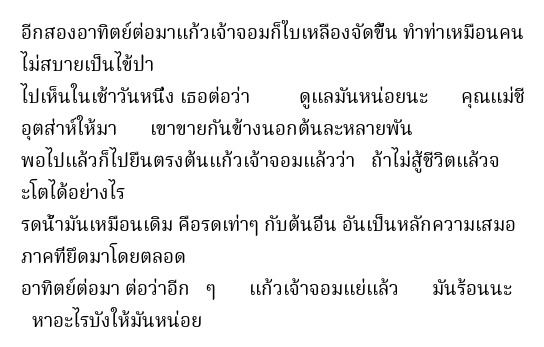 อีกสองอาทิตย์ต่อมาแก้วเจ้าจอมก็ใบเหลืองจัดขึ้น ทำท่าเหมือนคน
ไม่สบายเป็นไข้ป่า
ไปเห็นในเช้าวันหนึ่ง เธอต่อว่า ดูแลมันหน่อยนะ คุณแม่ชี
อุตส่าห์ให้มา เขาขายกันข้างนอกต้นละหลายพัน
พอไปแล้วก็ไปยืนตรงต้นแก้วเจ้าจอมแล้วว่า ถ้าไม่สู้ชีวิตแล้วจ
ะโตได้อย่างไร
รดน้ำมันเหมือนเดิม คือรดเท่าๆ กับต้นอื่น อันเป็นหลักความเสมอ
ภาคที่ยึดมาโดยตลอด
อาทิตย์ต่อมา ต่อว่าอีก ๆ แก้วเจ้าจอมแย่แล้ว มันร้อนนะ
หาอะไรบังให้มันหน่อย